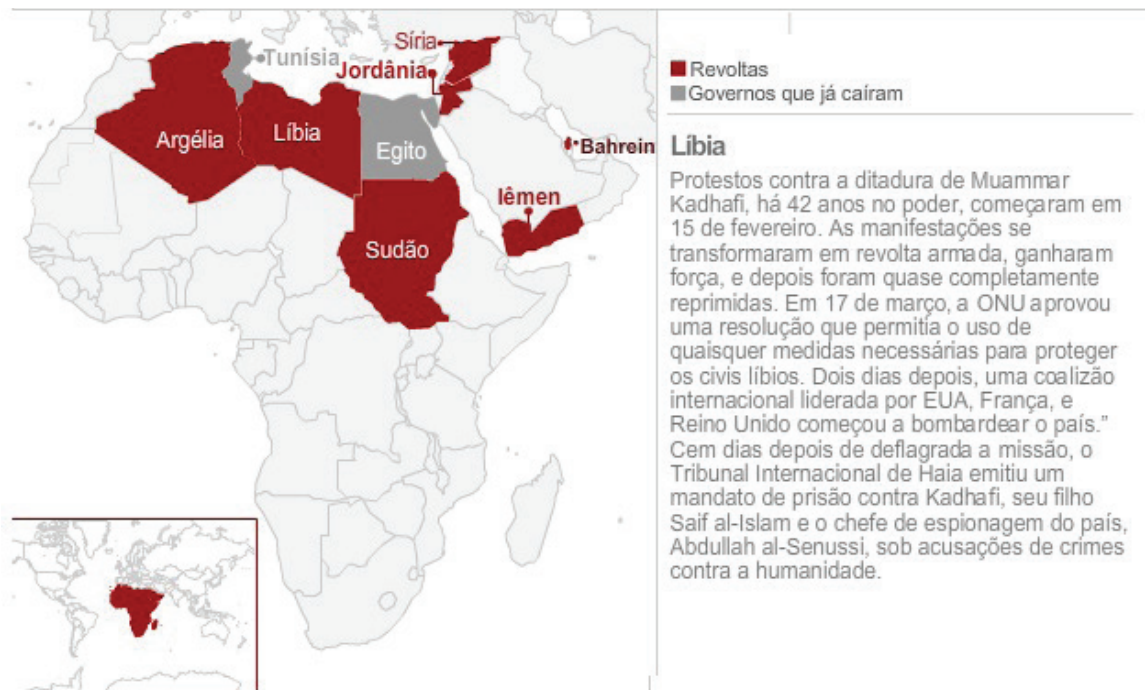 Síria
Tunísia
Jordânia
Argélia
Líbia
Egito
Bahrein
Iêmen
Sudão
Revoltas
Governos que já caíram
Líbia
Protestos contra a ditadura de Muammar
Kadhafi, há 42 anos no poder, começaram em
15 de fevereiro. As manifestações se
transformaram em revolta armada, ganharam
força, e depois foram quase completamente
reprimidas. Em 17 de março, a ONU aprovou
uma resolução que permitia o uso de
quaisquer medidas necessárias para proteger
os civis líbios. Dois dias depois, uma coalizão
internacional liderada por EUA, França, e
Reino Unido começou a bombardear o país.”
Cem dias depois de deflagrada a missão, o
Tribunal Internacional de Haia emitiu um
mandato de prisão contra Kadhafi, seu filho
Saif al-Islam e o chefe de espionagem do país,
Abdullah al-Senussi, sob acusações de crimes
contra a humanidade.